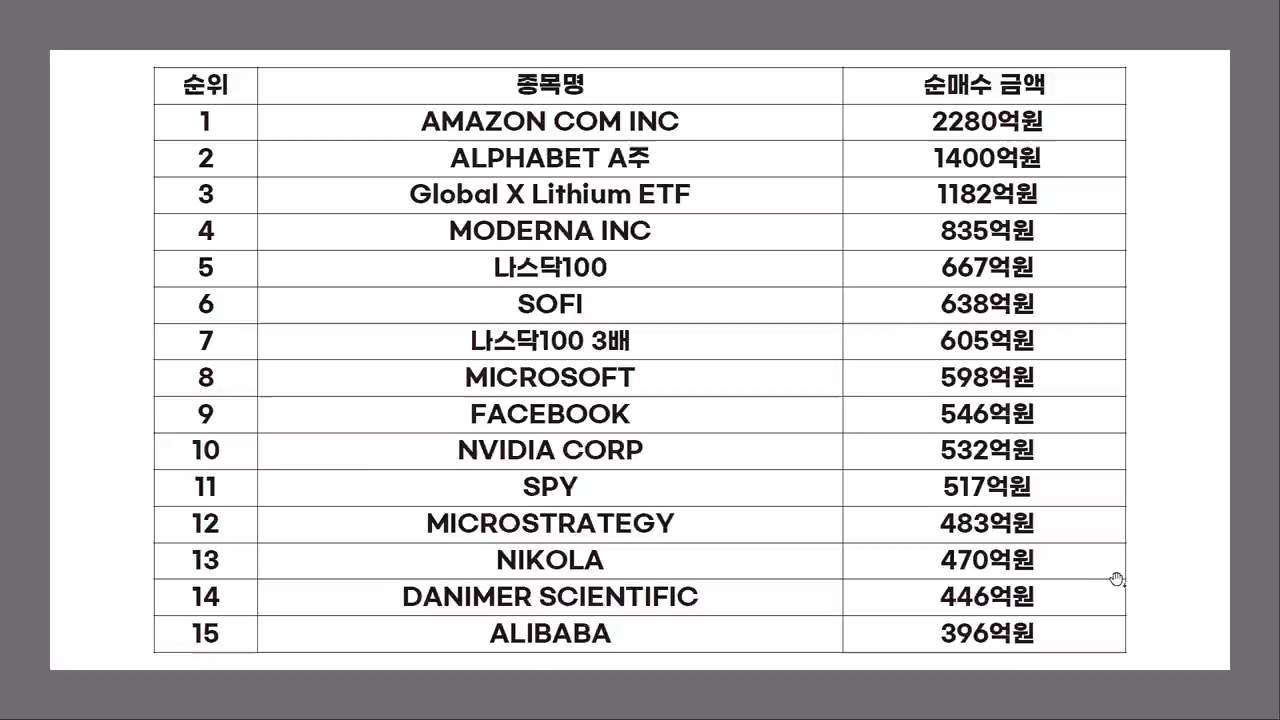 순위 종목명 순매수 금액
1 AMAZON COM INC 2280억원
2 ALPHABET A주 1400억원
3 Global X Lithium ETF 1182억원
4 MODERNA INC 835억원
5 나스닥100 667억원
6 SOFI 638억원
7 나스닥100 3배 605억원
8 MICROSOFT 598억원
9 FACEBOOK 546억원
10 NVIDIA CORP 532억원
11 SPY 517억원
12 MICROSTRATEGY 483억원
13 NIKOLA 470억원
14 DANIMER SCIENTIFIC 446억원
15 ALIBABA 396억원